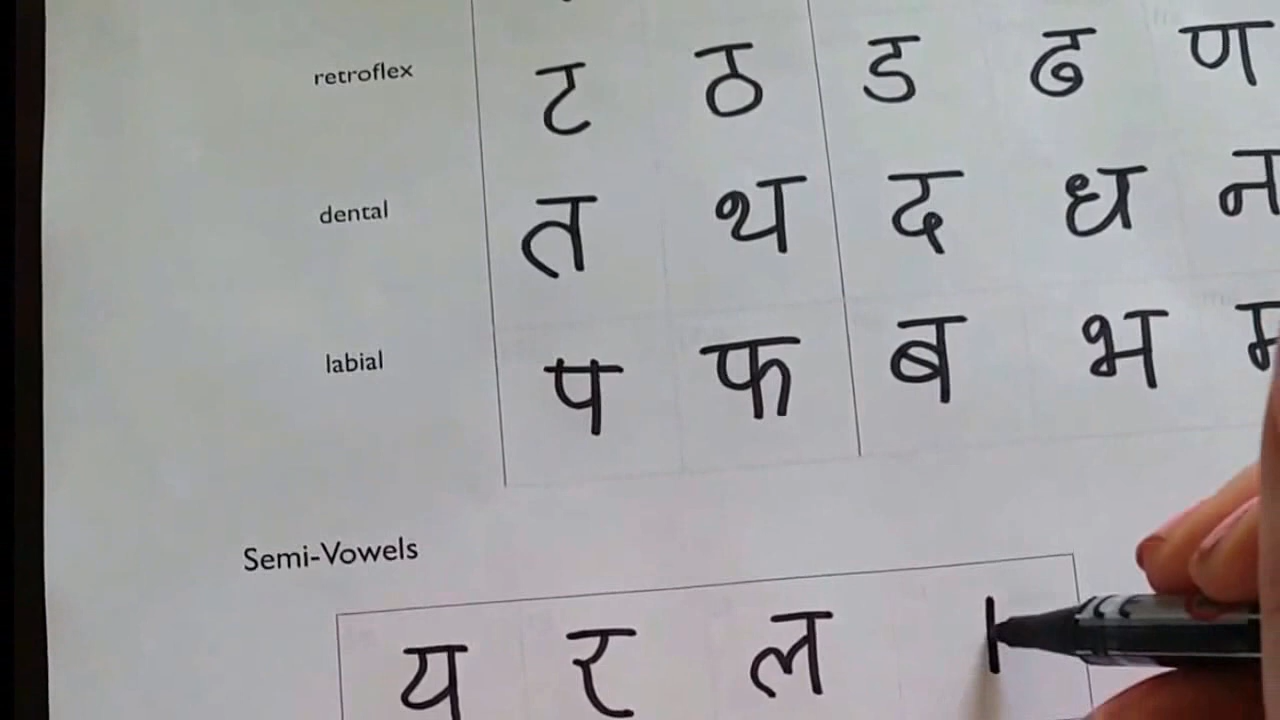 retroflex ट ठ ड ढ ण
dental त थ द ध न
labial प फ ब भ म
Semi-Vowels
य र ल